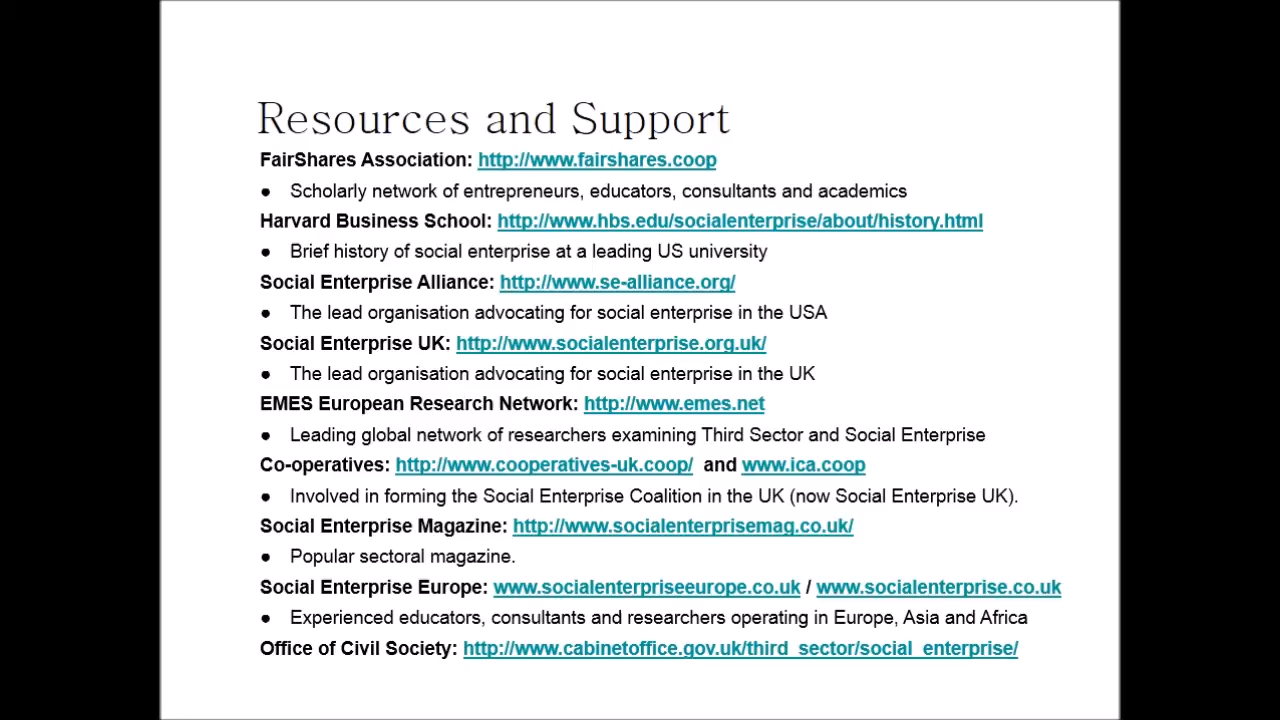 Resources and Support
FairShares Association: http://www.fairshares.coop
● Scholarly network of entrepreneurs, educators, consultants and academics
Harvard Business School: http://www.hbs.edu/socialenterprise/about/history.html
● Brief history of social enterprise at a leading US university
Social Enterprise Alliance: http://www.se-alliance.org/
● The lead organisation advocating for social enterprise in the USA
Social Enterprise UK: http://www.socialenterprise.org.uk/
● The lead organisation advocating for social enterprise in the UK
EMES European Research Network: http://www.emes.net
● Leading global network of researchers examining Third Sector and Social Enterprise
Co-operatives: http://www.cooperatives-uk.coop/ and www.ica.coop
● Involved in forming the Social Enterprise Coalition in the UK (now Social Enterprise UK).
Social Enterprise Magazine: http://www.socialenterprisemag.co.uk/
● Popular sectoral magazine.
Social Enterprise Europe: www.socialenterpriseeurope.co.uk / www.socialenterprise.co.uk
● Experienced educators, consultants and researchers operating in Europe, Asia and Africa
Office of Civil Society: http://www.cabinetoffice.gov.uk/third_sector/social_enterprise/